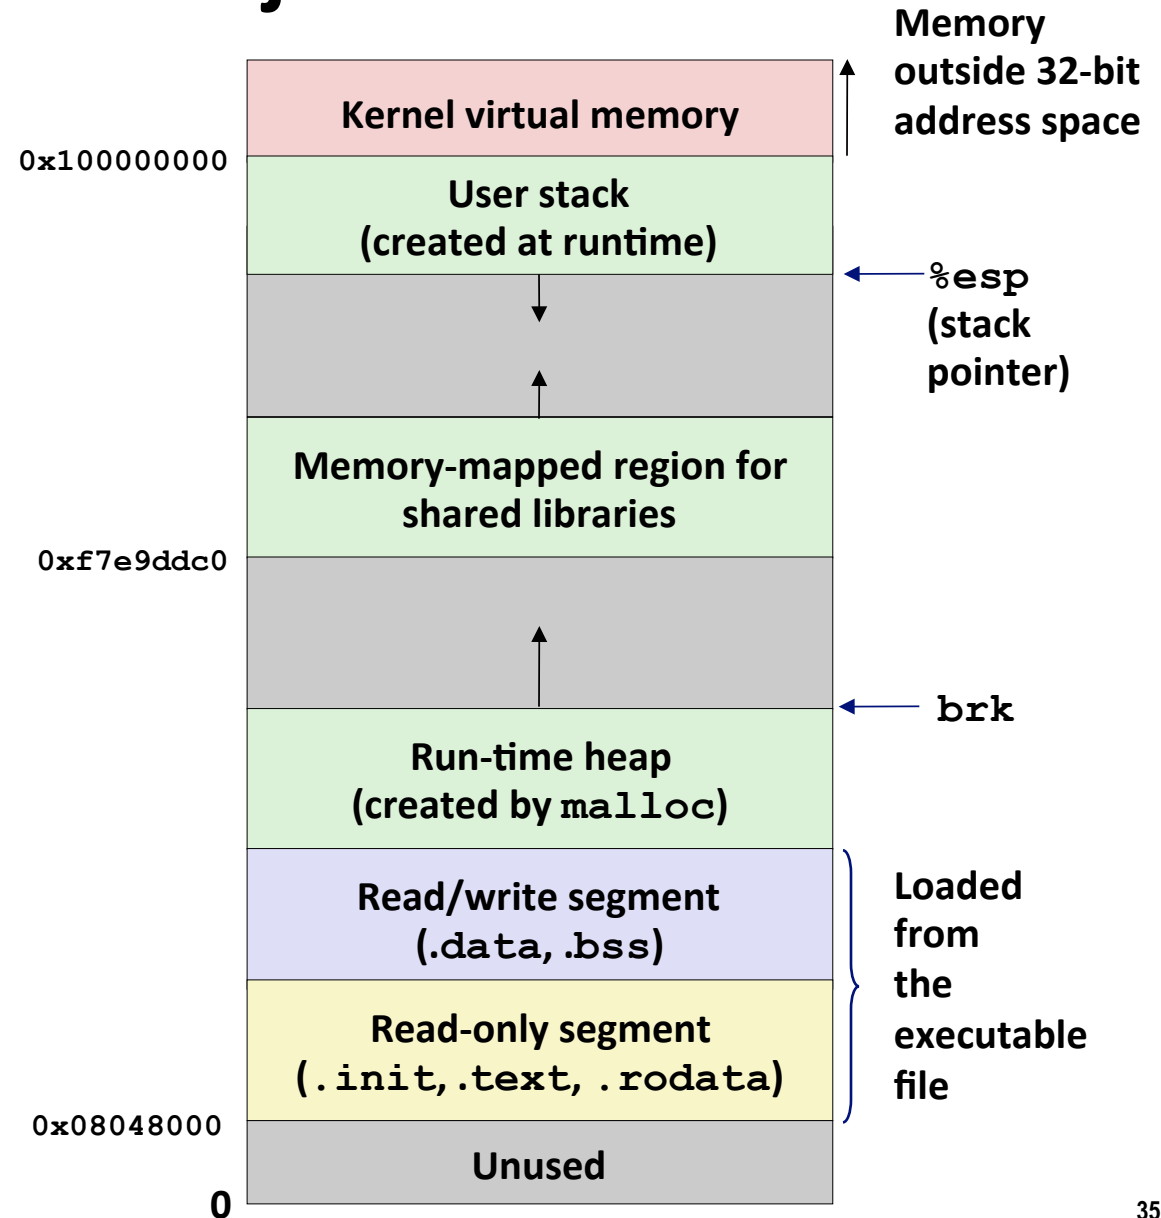 Memory
outside 32-bit
address space
Kernel virtual memory
0x100000000
User stack
(created at runtime)
%esp
(stack
pointer)
Memory-mapped region for
shared libraries
0xf7e9ddc0
brk
Run-time heap
(created by malloc)
Read/write segment
(.data, .bss)
Loaded
from
the
executable
file
Read-only segment
(.init, .text, .rodata)
0x08048000
Unused
0
35